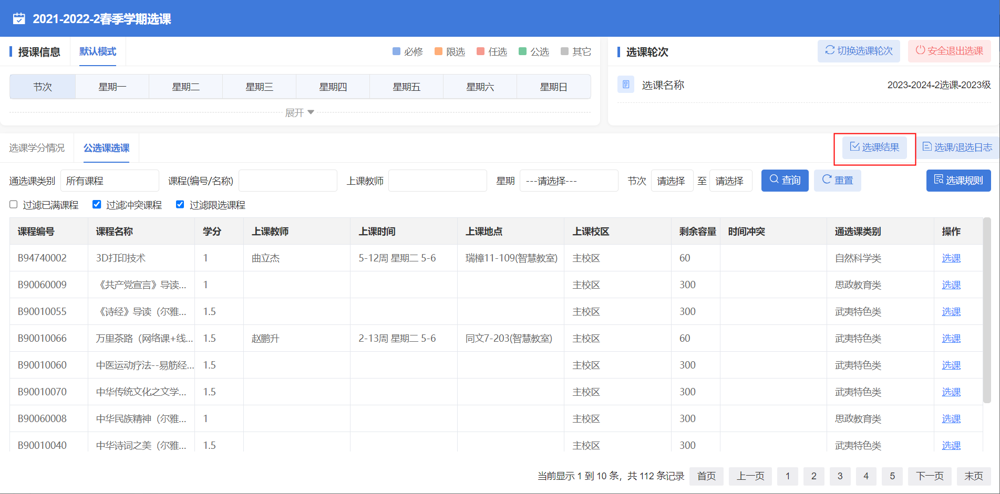 2021-2022-2春季学期选课
授课信息 默认模式 必修 限选 任选 公选 其它
选课轮次 切换选课轮次 安全退出选课
节次 星期一 星期二 星期三 星期四 星期五 星期六 星期日
选课名称 2023-2024-2选课-2023级
展开
选课学分情况 公选课选课 选课结果 选课/退选日志
通选课类别 所有课程 课程(编号/名称) 上课教师 星期 ---请选择--- 节次 请选择 至 请选择 查询 重置 选课规则
过滤已满课程 过滤冲突课程 过滤限选课程
课程编号 课程名称 学分 上课教师 上课时间 上课地点 上课校区 剩余容量 时间冲突 通选课类别 操作
B94740002 3D打印技术 1 曲立杰 5-12周 星期二 5-6 瑞樟11-109(智慧教室) 主校区 60 自然科学类 选课
B90060009 《共产党宣言》导读... 1 主校区 300 思政教育类 选课
B90010055 《诗经》导读（尔雅... 1.5 主校区 300 武夷特色类 选课
B90010066 万里茶路（网络课+线... 1.5 赵鹏升 2-13周 星期二 5-6 同文7-203(智慧教室) 主校区 60 武夷特色类 选课
B90010060 中医运动疗法--易筋经... 1.5 主校区 300 武夷特色类 选课
B90010070 中华传统文化之文学... 1.5 主校区 300 武夷特色类 选课
B90060008 中华民族精神（尔雅... 1 主校区 300 思政教育类 选课
B90010040 中华诗词之美（尔雅... 1.5 主校区 300 武夷特色类 选课
当前显示 1 到 10 条，共 112 条记录 首页 上一页 1 2 3 4 5 下一页 末页